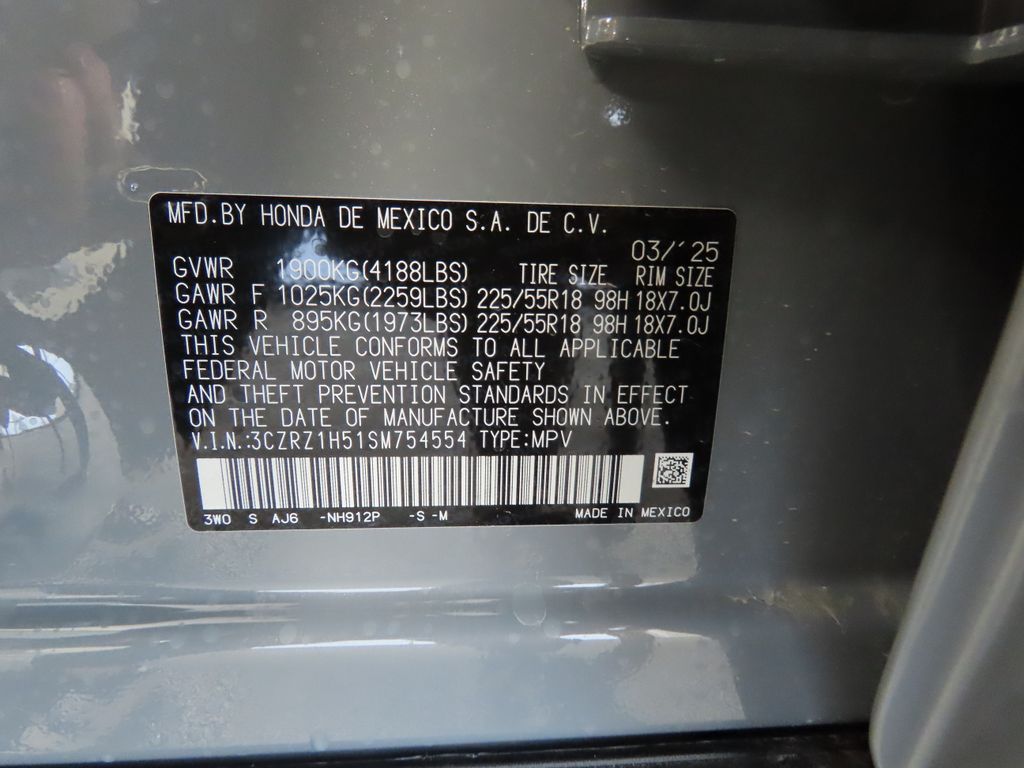 MFD.BY HONDA DE MEXICO S.A. DE C.V.
03/´25
GVWR 1900KG(4188LBS) TIRE SIZE RIM SIZE
GAWR F 1025KG(2259LBS) 225/55R18 98H 18X7.0J
GAWR R 895KG(1973LBS) 225/55R18 98H 18X7.0J
THIS VEHICLE CONFORMS TO ALL APPLICABLE
FEDERAL MOTOR VEHICLE SAFETY
AND THEFT PREVENTION STANDARDS IN EFFECT
ON THE DATE OF MANUFACTURE SHOWN ABOVE.
V.I.N.:3CZRZ1H51SM754554 TYPE:MPV
3W0 S AJ6 -NH912P -S -M MADE IN MEXICO